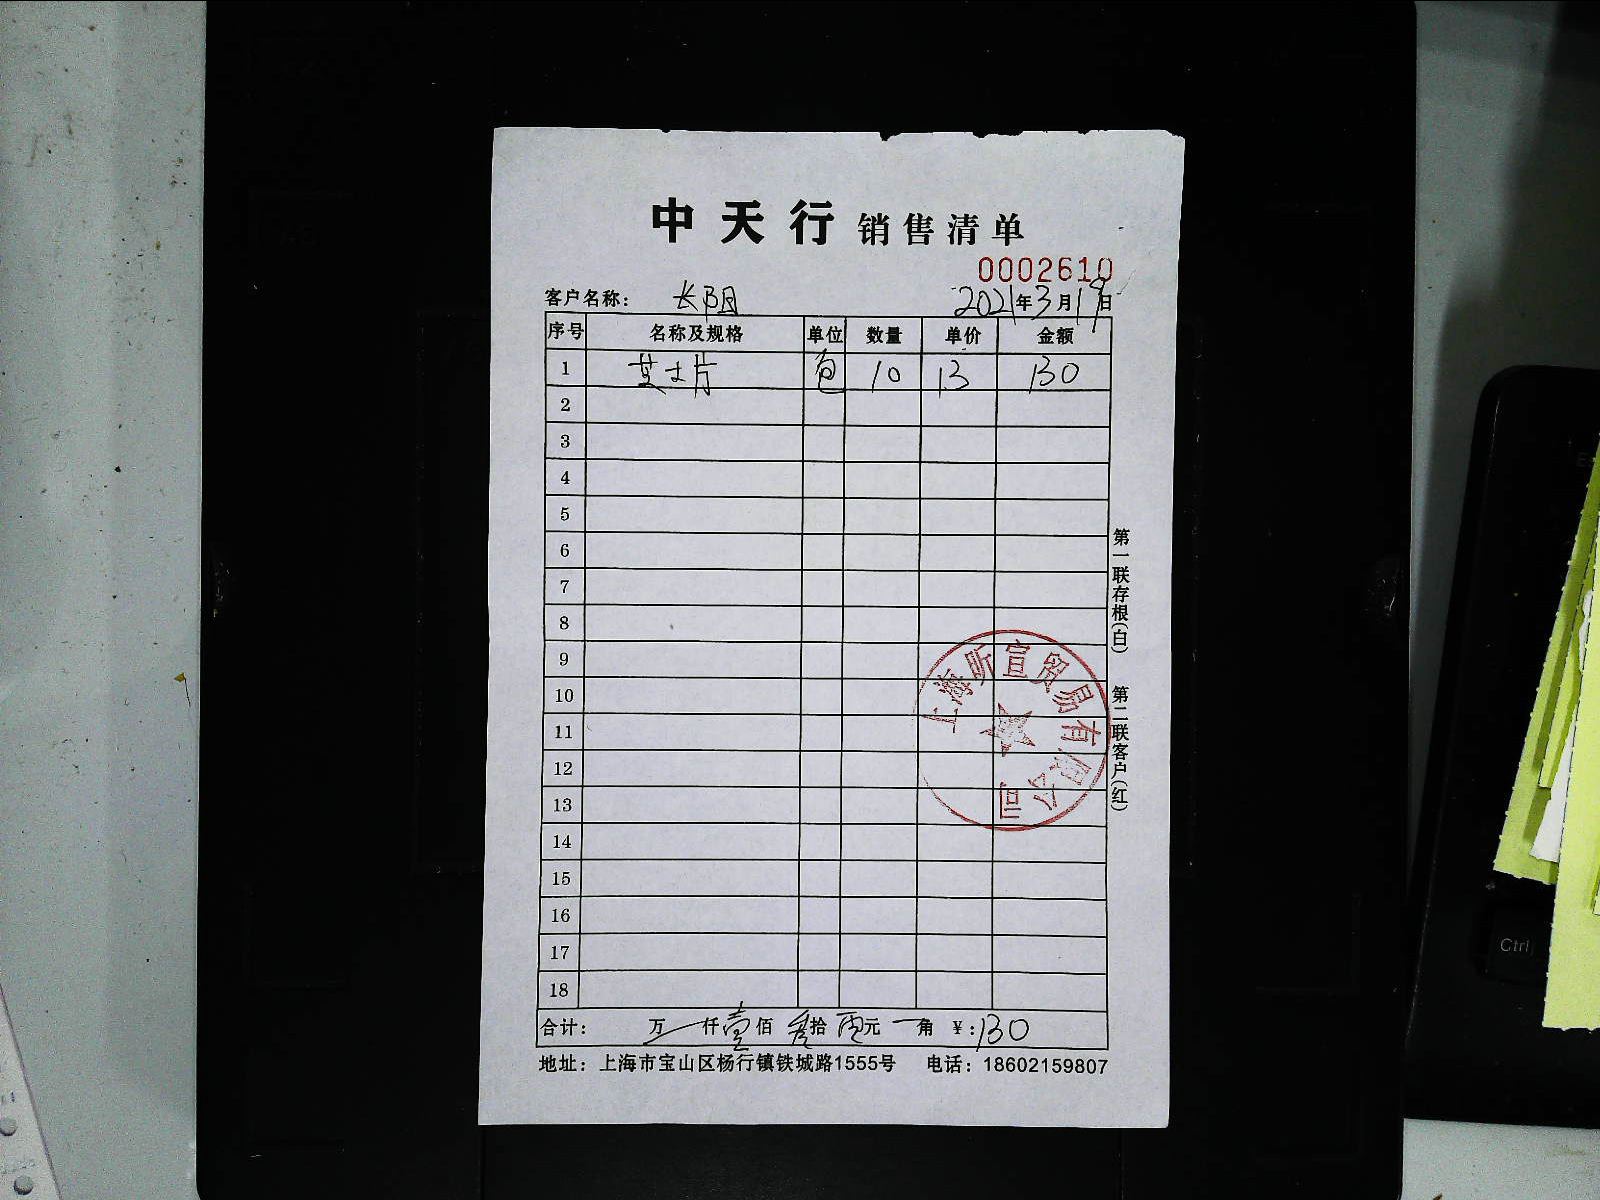 中天行 销售清单
0002610
客户名称： 长阳 2021年3月19日
序号 名称及规格 单位 数量 单价 金额
1 芝士片 包 10 13 130
2
3
4
5
6
7
8
9
10
11
12
13
14
15
16
17
18
合计： 万 仟壹佰叁拾 元 角 ¥:130
地址：上海市宝山区杨行镇铁城路1555号 电话：18602159807
第一联存根(白) 第二联客户(红)
上海昕宣贸易有限公司
Ctrl